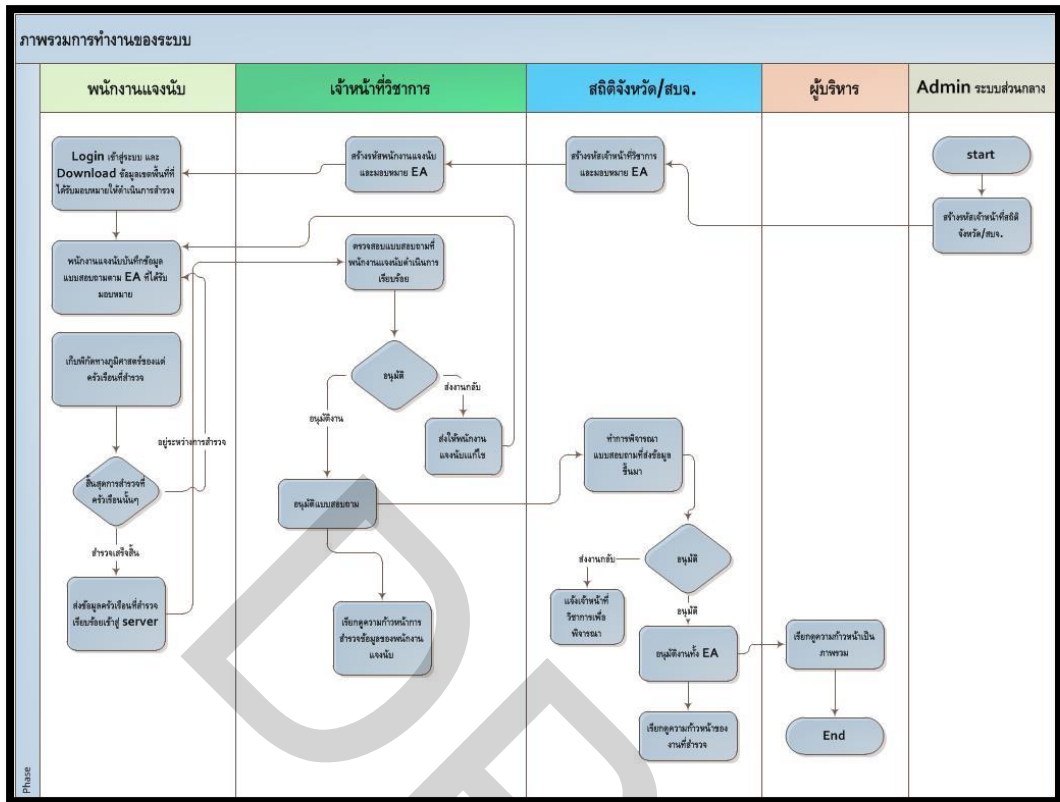 ภาพรวมการทำงานของระบบ
พนักงานแจงนับ
เจ้าหน้าที่วิชาการ
สถิติจังหวัด/สบจ.
ผู้บริหาร
Admin ระบบส่วนกลาง
Login เข้าสู่ระบบ และ
Download ข้อมูลเขตพื้นที่ที่
ได้รับมอบหมายให้ดำเนินการสำรวจ
สร้างรหัสพนักงานแจงนับ
และมอบหมาย EA
สร้างรหัสเจ้าหน้าที่วิชาการ
และมอบหมาย EA
start
สร้างรหัสเจ้าหน้าที่สถิติ
จังหวัด/สบจ.
พนักงานแจงนับบันทึกข้อมูล
แบบสอบถามตาม EA ที่ได้รับ
มอบหมาย
ตรวจสอบแบบสอบถามที่
พนักงานแจงนับดำเนินการ
เรียบร้อย
เก็บพิกัดทางภูมิศาสตร์ของแต่
ครัวเรือนที่สำรวจ
อนุมัติ
ส่งงานกลับ
อนุมัติงาน
ส่งให้พนักงาน
แจงนับแก้ไข
อยู่ระหว่างการสำรวจ
สิ้นสุดการสำรวจที่
ครัวเรือนนั้นๆ
อนุมัติแบบสอบถาม
ทำการพิจารณา
แบบสอบถามที่ส่งข้อมูล
ขึ้นมา
สำรวจเสร็จสิ้น
ส่งงานกลับ
อนุมัติ
อนุมัติ
ส่งข้อมูลครัวเรือนที่สำรวจ
เรียบร้อยเข้าสู่ server
เรียกดูความก้าวหน้าการ
สำรวจข้อมูลของพนักงาน
แจงนับ
แจ้งเจ้าหน้าที่
วิชาการเพื่อ
พิจารณา
อนุมัติงานทั้ง EA
เรียกดูความก้าวหน้าเป็น
ภาพรวม
เรียกดูความก้าวหน้าของ
งานที่สำรวจ
End
Phase